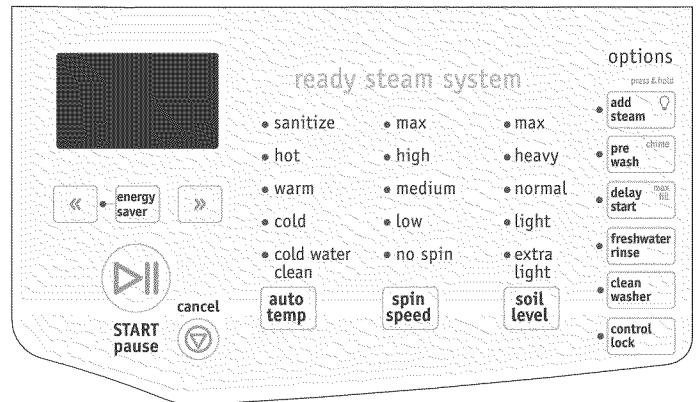 ready steam system
options
press & hold
add
steam
pre
wash
chime
delay
start
max
fill
freshwater
rinse
clean
washer
control
lock
• sanitize
• hot
• warm
• cold
• cold water
clean
auto
temp
• max
• high
• medium
• low
• no spin
spin
speed
• max
• heavy
• normal
• light
• extra
light
soil
level
«
energy
saver
»
START
pause
cancel